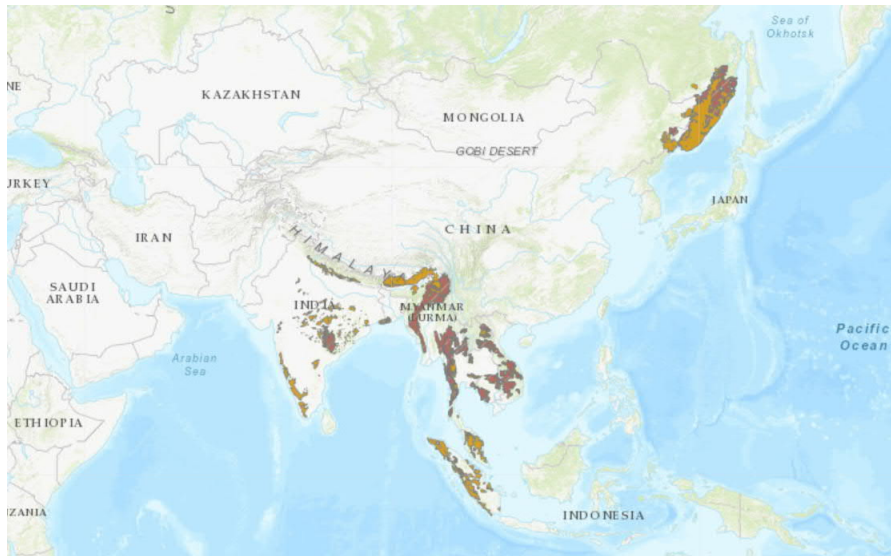 S
Sea of
Okhotsk
NE
KAZAKHSTAN
MONGOLIA
GOBI DESERT
URKEY
JAPAN
CHINA
IRAN
HIMALAYA
SAUDI
ARABIA
INDIA
MYANMAR
(BURMA)
Pacific
Ocean
Arabian
Sea
ETHIOPIA
NZANIA
INDONESIA